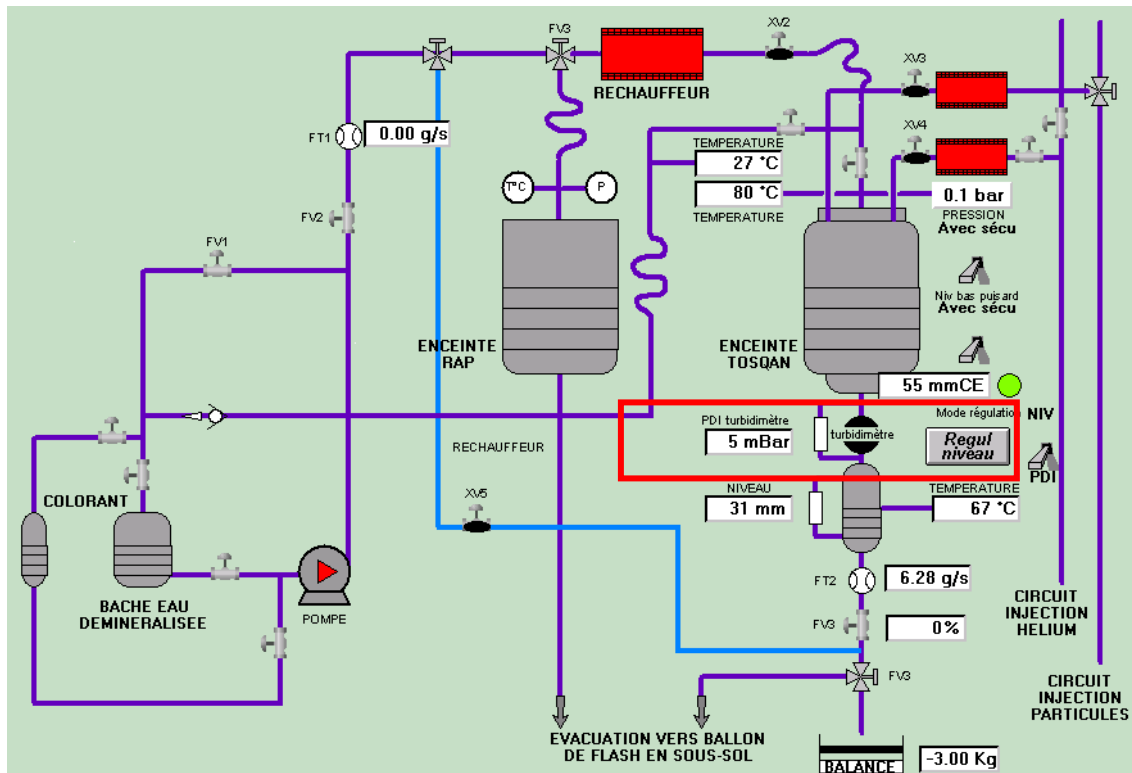 FV3
XV2
XV3
RECHAUFFEUR
FT1
0.00 g/s
XV4
TEMPERATURE
27 °C
80 °C
TEMPERATURE
0.1 bar
PRESSION
Avec sécu
T°C
P
FV2
FV1
Niv bas puisard
Avec sécu
ENCEINTE
RAP
ENCEINTE
TOSQAN
55 mmCE
Mode régulation
NIV
PDI turbidimètre
5 mBar
turbidimètre
Regul
niveau
RECHAUFFEUR
PDI
COLORANT
XV5
NIVEAU
31 mm
TEMPERATURE
67 °C
FT2
6.28 g/s
BACHE EAU
DEMINERALISEE
POMPE
CIRCUIT
INJECTION
HELIUM
FV3
0%
FV3
CIRCUIT
INJECTION
PARTICULES
EVACUATION VERS BALLON
DE FLASH EN SOUS-SOL
BALANCE
-3.00 Kg